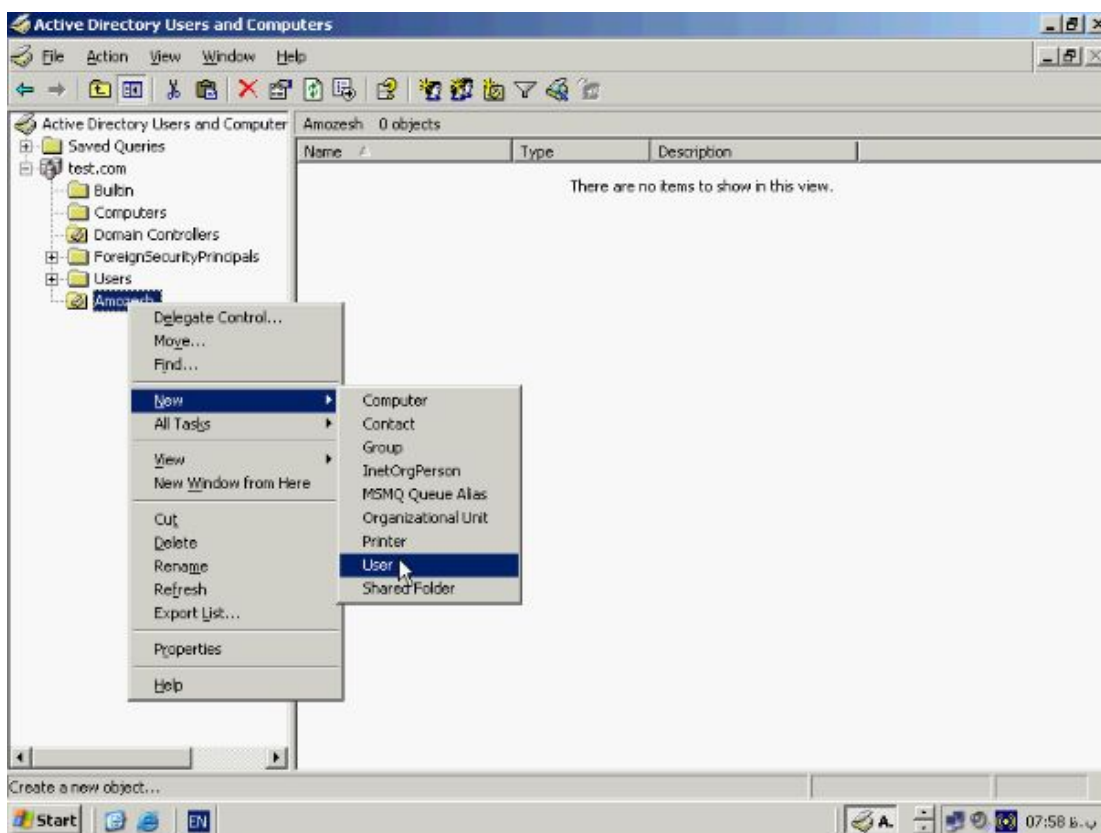 Active Directory Users and Computers
File Action View Window Help
Active Directory Users and Computer
Amozesh 0 objects
Saved Queries
Name Type Description
test.com
There are no items to show in this view.
Builtin
Computers
Domain Controllers
ForeignSecurityPrincipals
Users
Amozesh
Delegate Control...
Move...
Find...
New
All Tasks
View
New Window from Here
Cut
Delete
Rename
Refresh
Export List...
Properties
Help
Computer
Contact
Group
InetOrgPerson
MSMQ Queue Alias
Organizational Unit
Printer
User
Shared Folder
Create a new object...
Start EN A. 07:58 ب.ظ